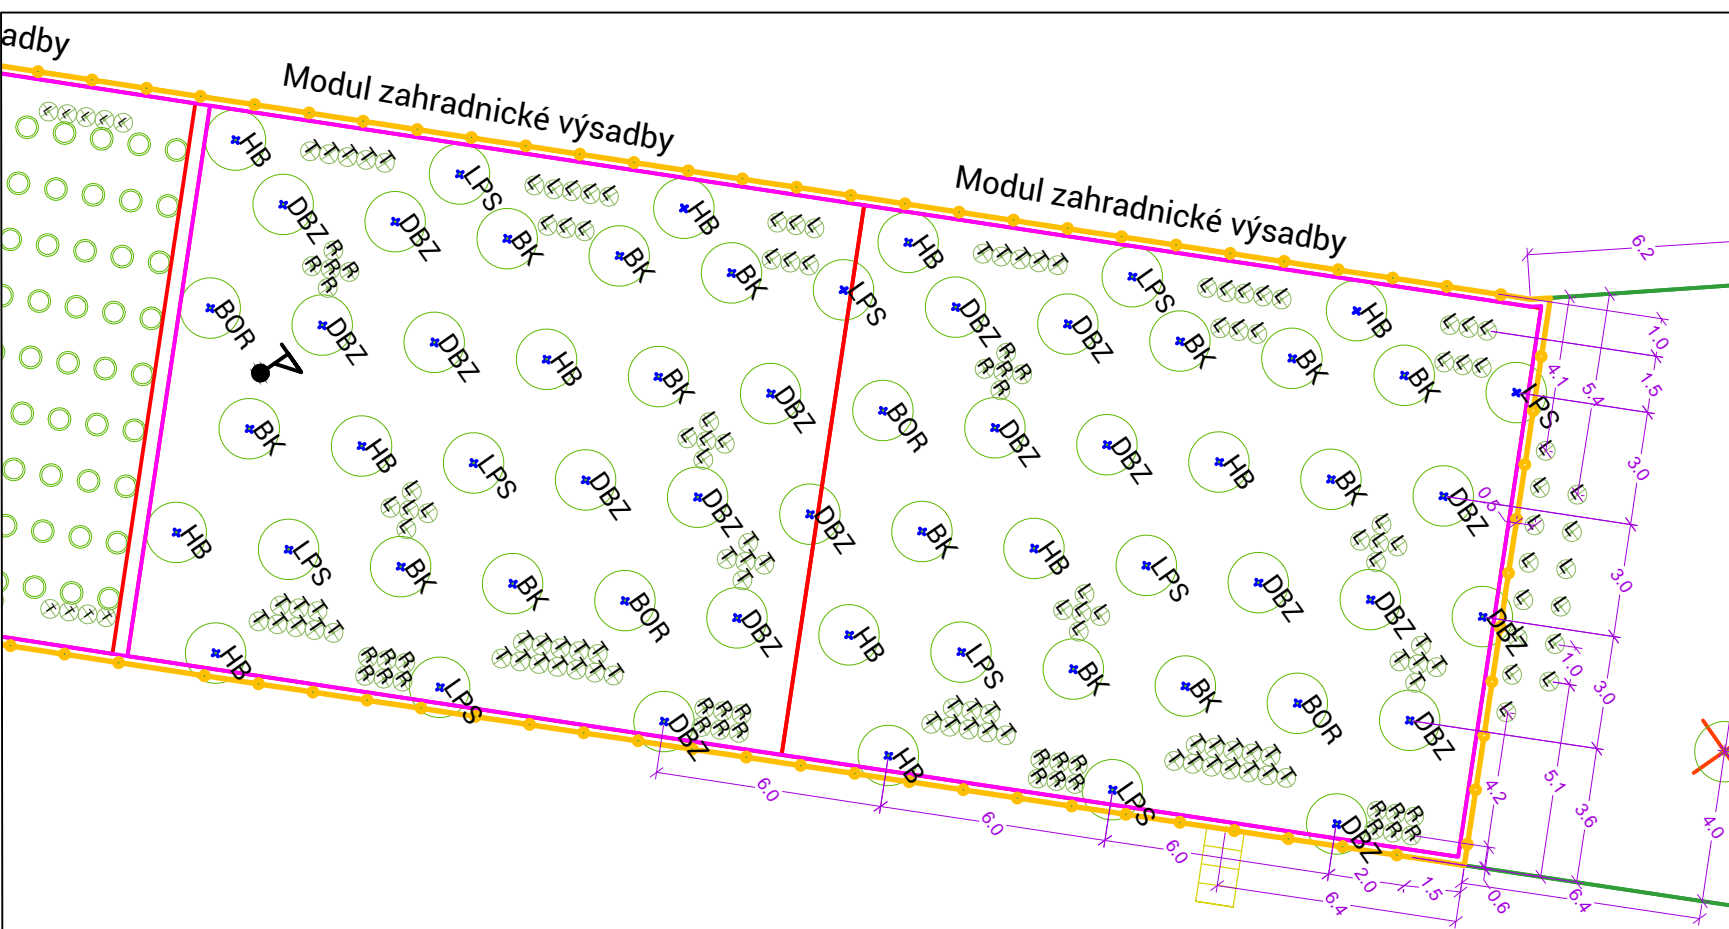 adby
Modul zahradnické výsadby
Modul zahradnické výsadby
HB
T T T T T
LPS
L L L L L
HB
L L L
DBZ
DBZ
BK
L L L
BK
BK
L L L
LPS
R
R R R
R
BOR
DBZ
DBZ
HB
BK
DBZ
A
BK
HB
LPS
DBZ
DBZ
DBZ
L
L L L
L
L
L L L
L
T
T T T
T
HB
LPS
BK
BK
BOR
DBZ
T T T
T T T T T
HB
R R R
R R R
LPS
T T T T T
T T T T T T T
DBZ
R R R
R R R
HB
T T T T T
LPS
L L L L L
HB
L L L
DBZ
DBZ
BK
L L L
BK
BK
L L L
LPS
R
R R R
R
BOR
DBZ
DBZ
HB
BK
DBZ
BK
HB
LPS
DBZ
DBZ
DBZ
L
L L L
L
L
L L L
L
T
T T T
T
HB
LPS
BK
BK
BOR
DBZ
T T T
T T T T T
HB
R R R
R R R
LPS
T T T T T
T T T T T T T
DBZ
R R R
R R R
L L L L L
T T T T
6.2
1.0
4.1
5.4
1.5
3.0
0.5
3.0
1.0
3.0
4.2
5.1
3.6
4.0
6.0
6.0
6.0
2.0
1.5
0.6
6.4
6.4